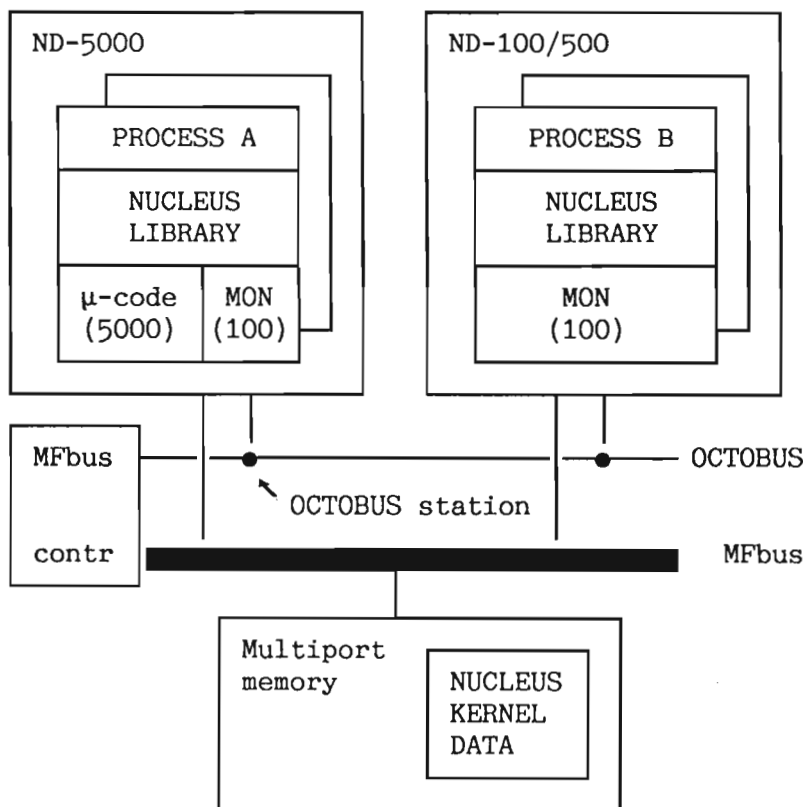 ND-5000
PROCESS A
NUCLEUS
LIBRARY
µ-code
(5000)
MON
(100)
ND-100/500
PROCESS B
NUCLEUS
LIBRARY
MON
(100)
MFbus
contr
OCTOBUS
OCTOBUS station
MFbus
Multiport
memory
NUCLEUS
KERNEL
DATA